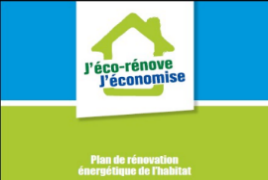 J'éco-rénove
J'économise
Plan de rénovation
énergétique de l'habitat